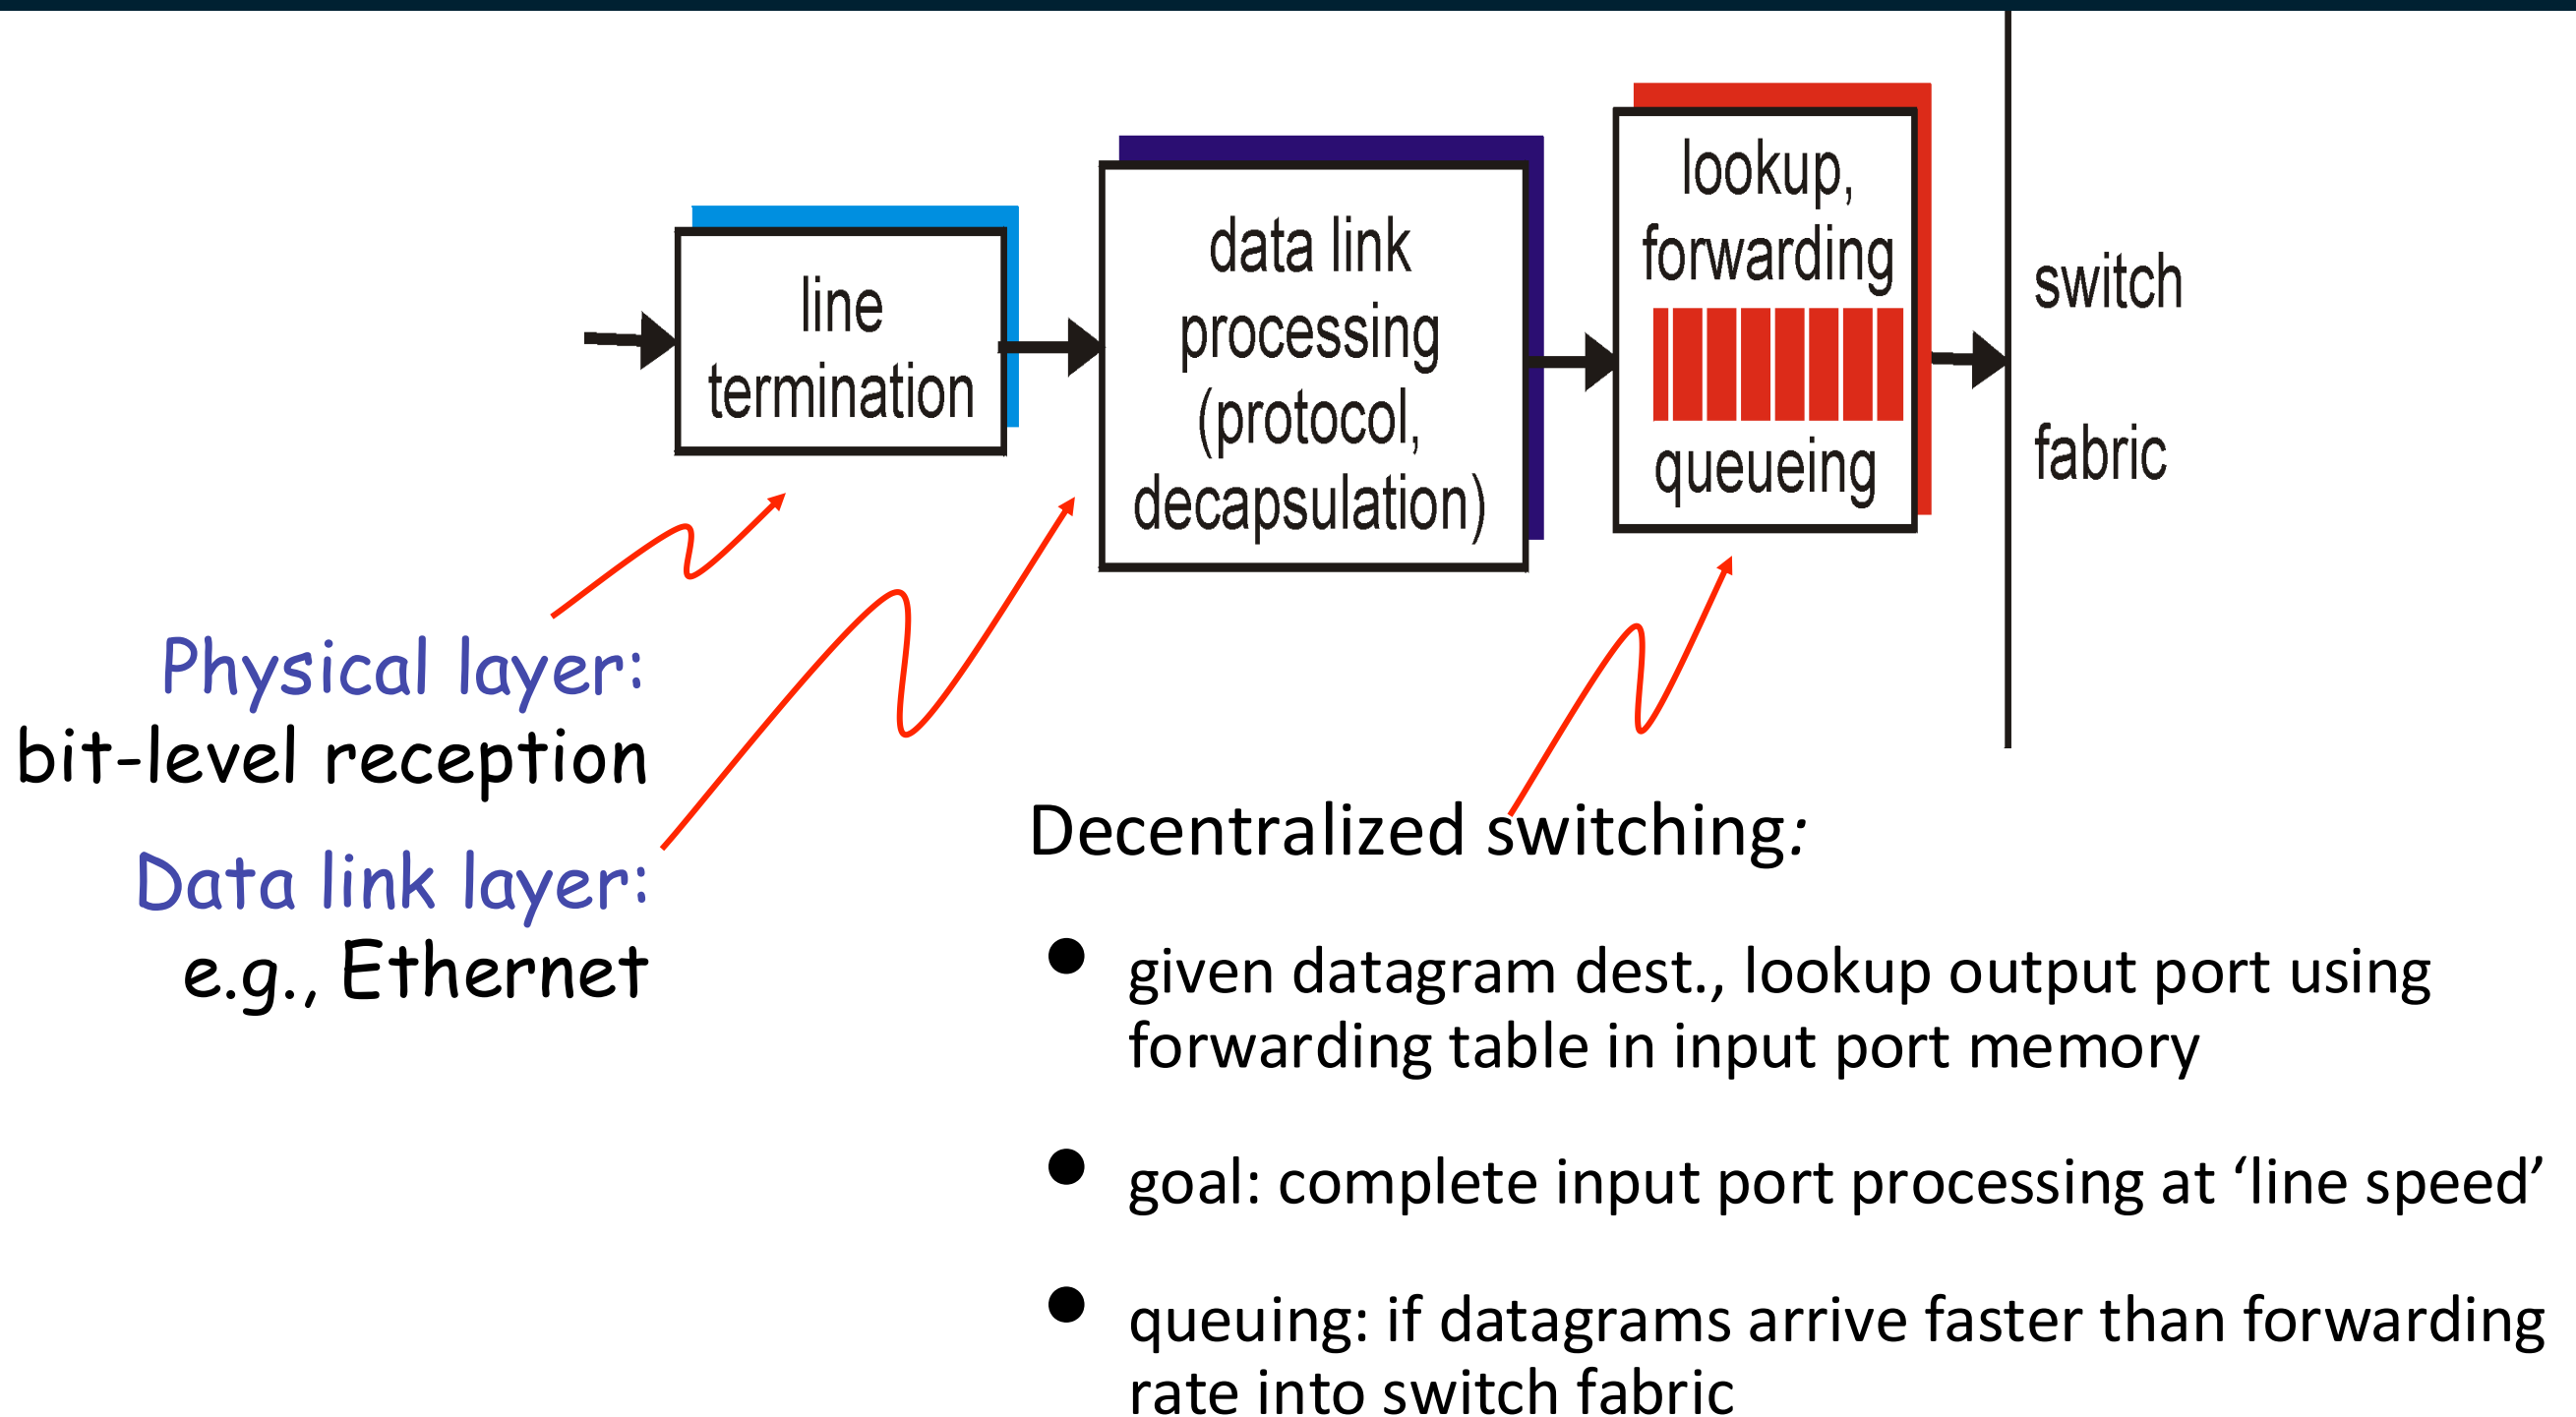 line
termination
data link
processing
(protocol,
decapsulation)
lookup,
forwarding
queueing
switch
fabric
Physical layer:
bit-level reception
Data link layer:
e.g., Ethernet
Decentralized switching:
• given datagram dest., lookup output port using
forwarding table in input port memory
• goal: complete input port processing at ‘line speed’
• queuing: if datagrams arrive faster than forwarding
rate into switch fabric